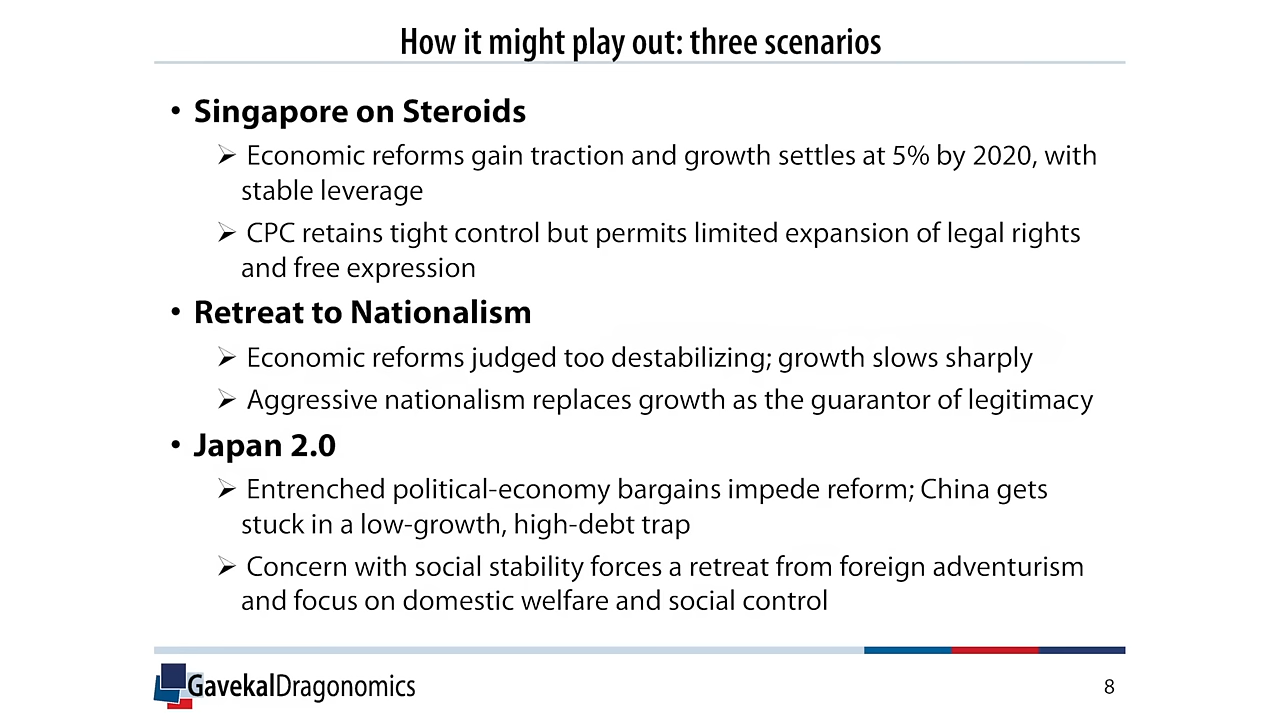 How it might play out: three scenarios
• Singapore on Steroids
➢ Economic reforms gain traction and growth settles at 5% by 2020, with
stable leverage
➢ CPC retains tight control but permits limited expansion of legal rights
and free expression
• Retreat to Nationalism
➢ Economic reforms judged too destabilizing; growth slows sharply
➢ Aggressive nationalism replaces growth as the guarantor of legitimacy
• Japan 2.0
➢ Entrenched political-economy bargains impede reform; China gets
stuck in a low-growth, high-debt trap
➢ Concern with social stability forces a retreat from foreign adventurism
and focus on domestic welfare and social control
GavekalDragonomics
8